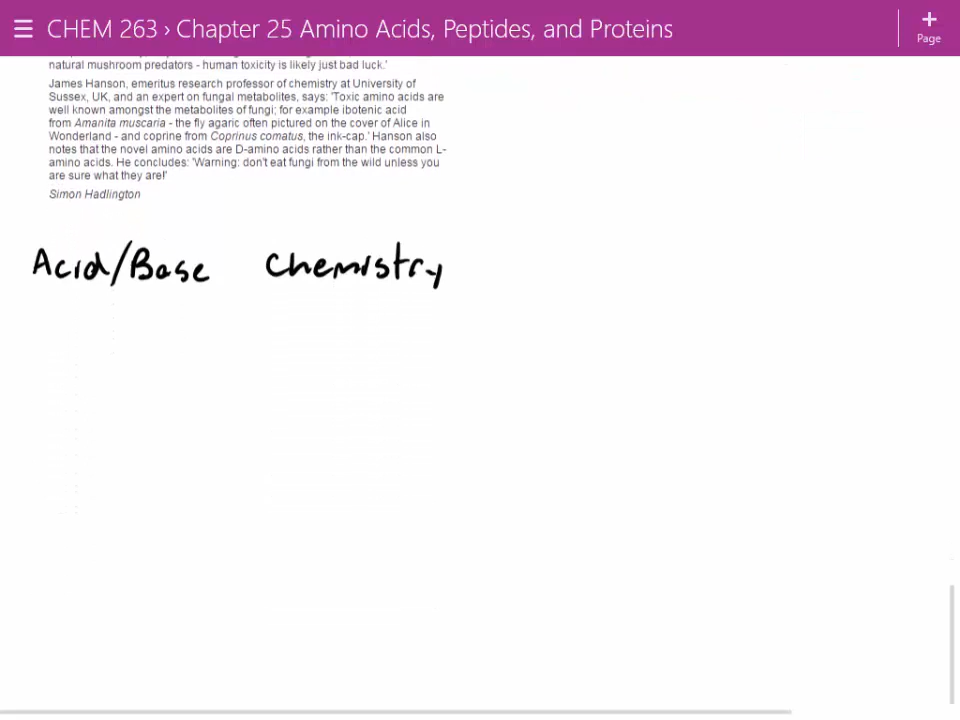 ☰ CHEM 263 › Chapter 25 Amino Acids, Peptides, and Proteins
+
Page
natural mushroom predators - human toxicity is likely just bad luck.'
James Hanson, emeritus research professor of chemistry at University of
Sussex, UK, and an expert on fungal metabolites, says: 'Toxic amino acids are
well known amongst the metabolites of fungi; for example ibotenic acid
from Amanita muscaria - the fly agaric often pictured on the cover of Alice in
Wonderland - and coprine from Coprinus comatus, the ink-cap.' Hanson also
notes that the novel amino acids are D-amino acids rather than the common L-
amino acids. He concludes: 'Warning: don't eat fungi from the wild unless you
are sure what they are!'
Simon Hadlington
Acid/Base Chemistry